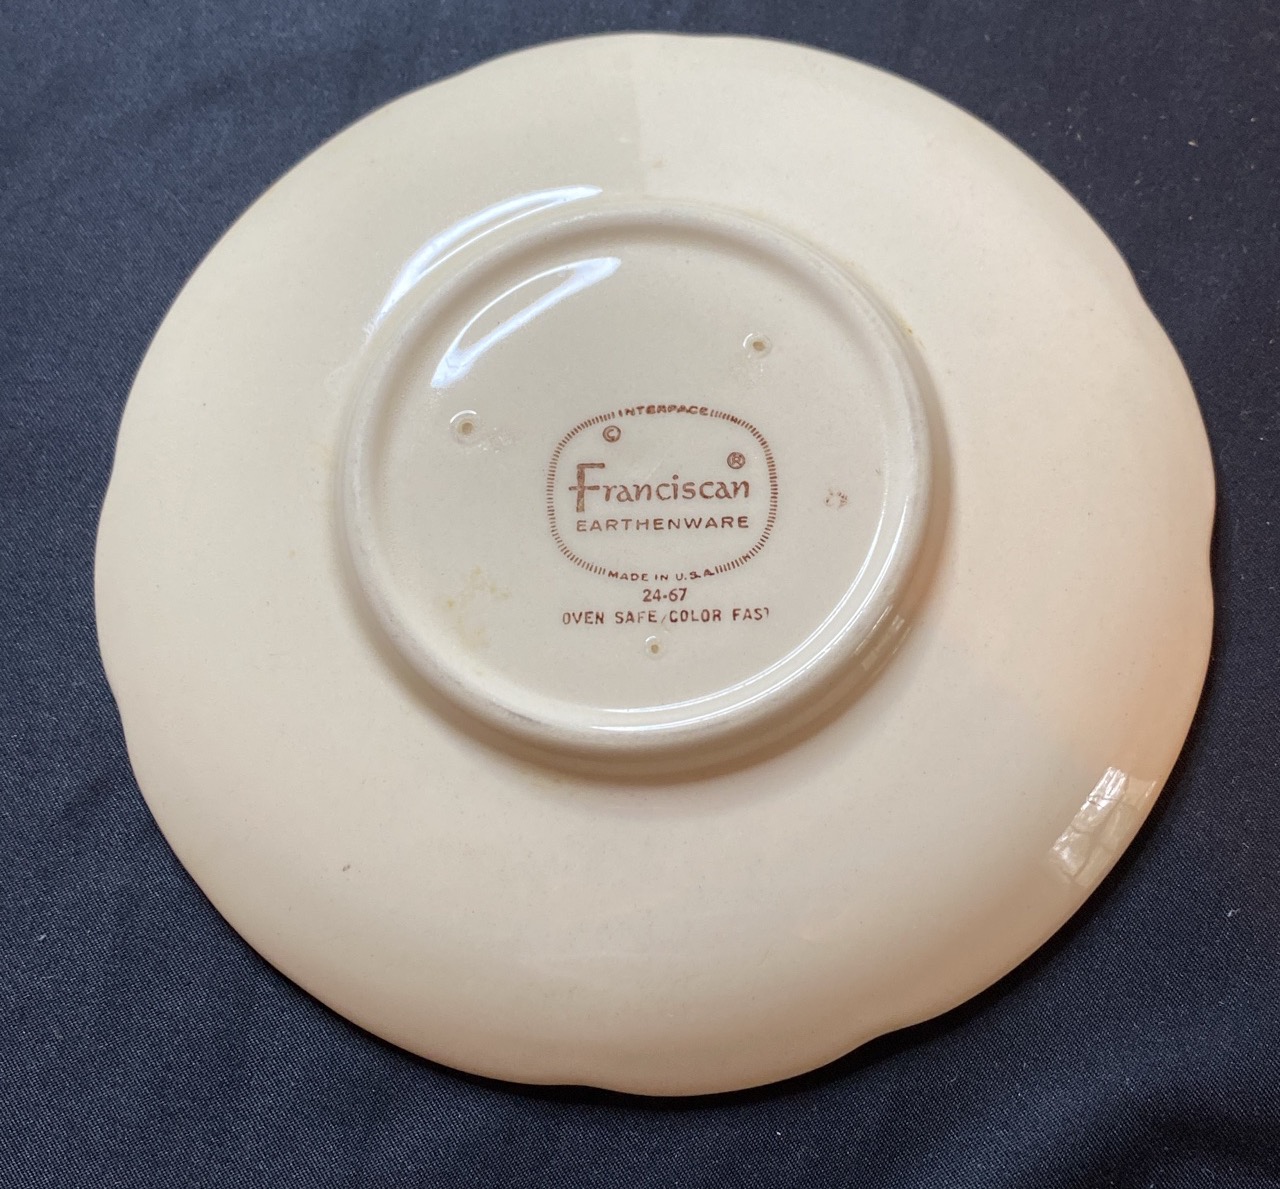 INTERPACE
©
®
Franciscan
EARTHENWARE
MADE IN U.S.A.
24-67
OVEN SAFE/COLOR FAST